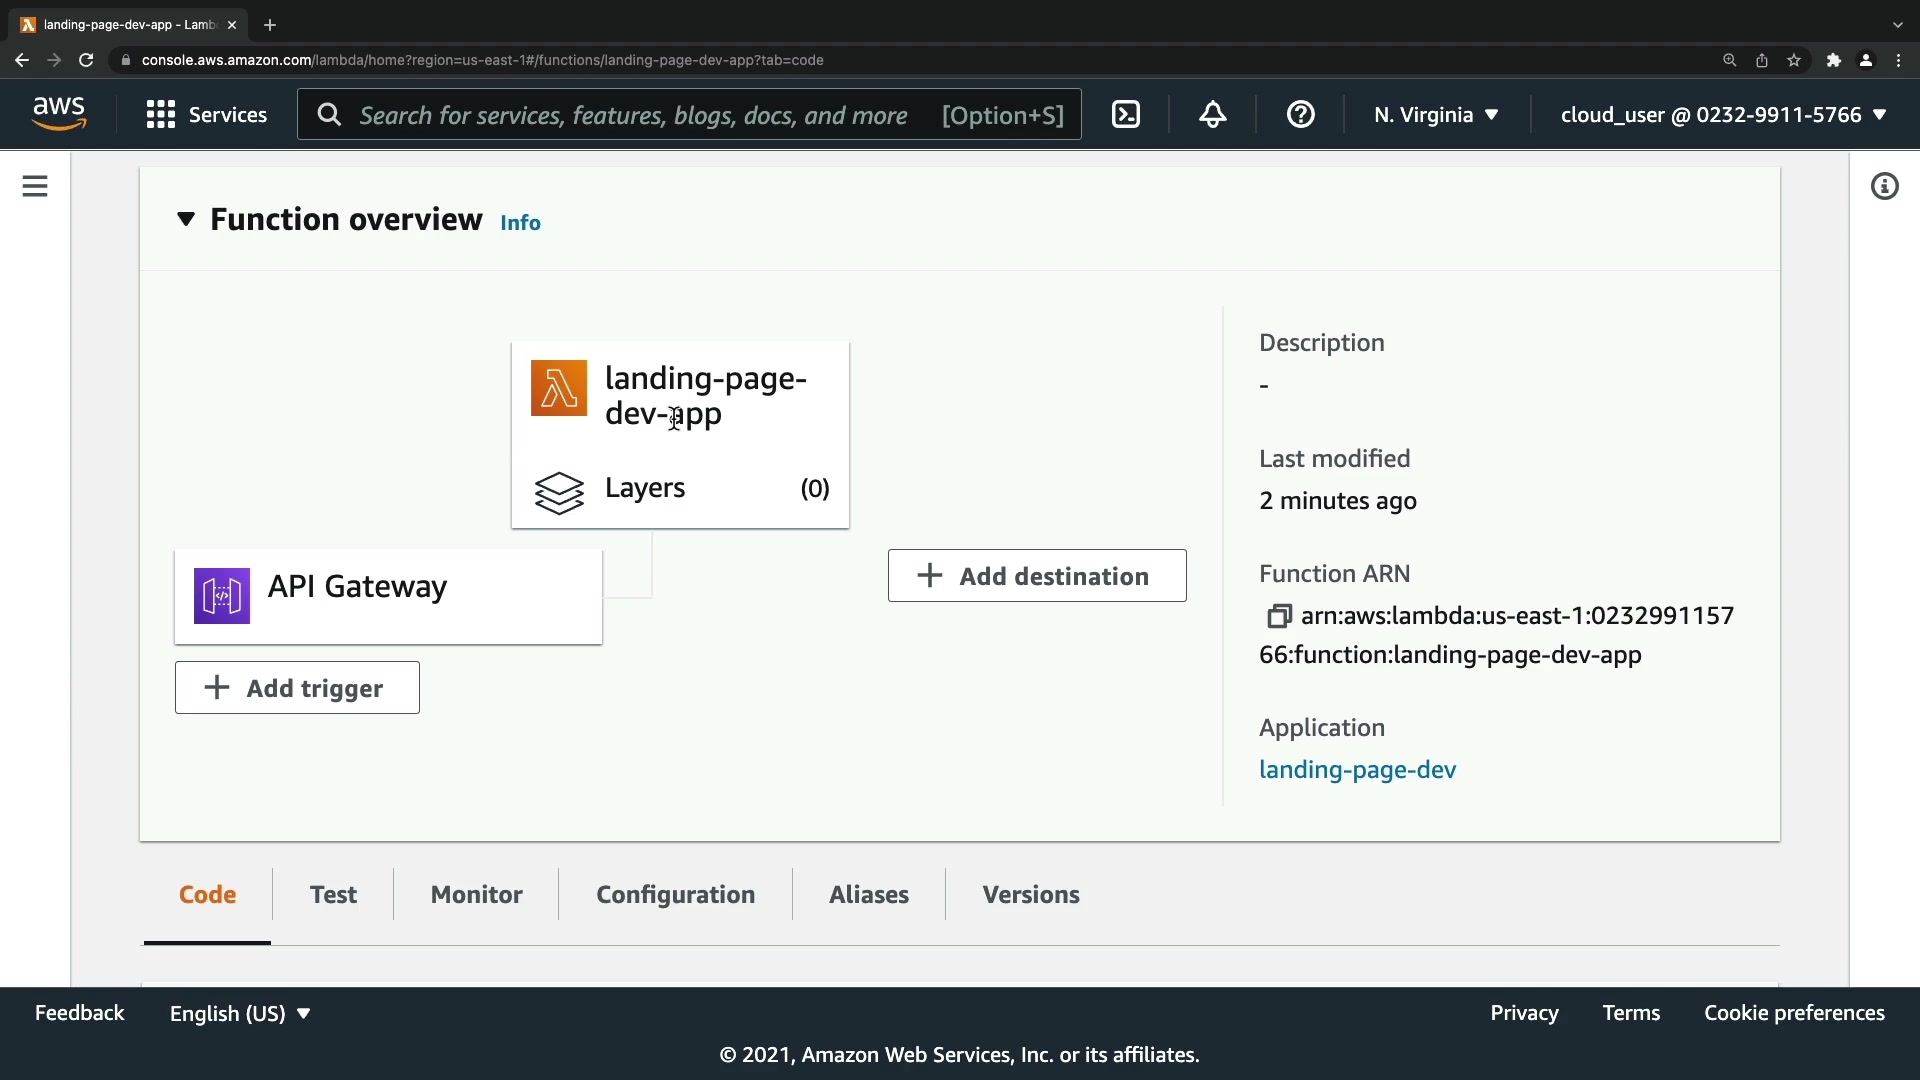 landing-page-dev-app - Lamb
console.aws.amazon.com/lambda/home?region=us-east-1#/functions/landing-page-dev-app?tab=code
aws
Services
Search for services, features, blogs, docs, and more [Option+S]
N. Virginia
cloud_user @ 0232-9911-5766
Function overview Info
landing-page-
dev-app
Layers (0)
API Gateway
Add trigger
Add destination
Description
-
Last modified
2 minutes ago
Function ARN
arn:aws:lambda:us-east-1:0232991157
66:function:landing-page-dev-app
Application
landing-page-dev
Code Test Monitor Configuration Aliases Versions
Feedback English (US) Privacy Terms Cookie preferences
© 2021, Amazon Web Services, Inc. or its affiliates.